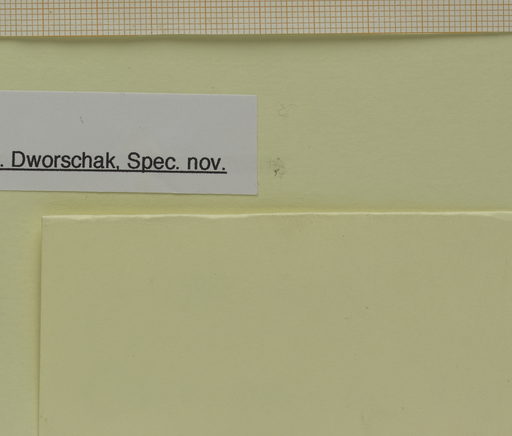 . Dworschak, Spec. nov.